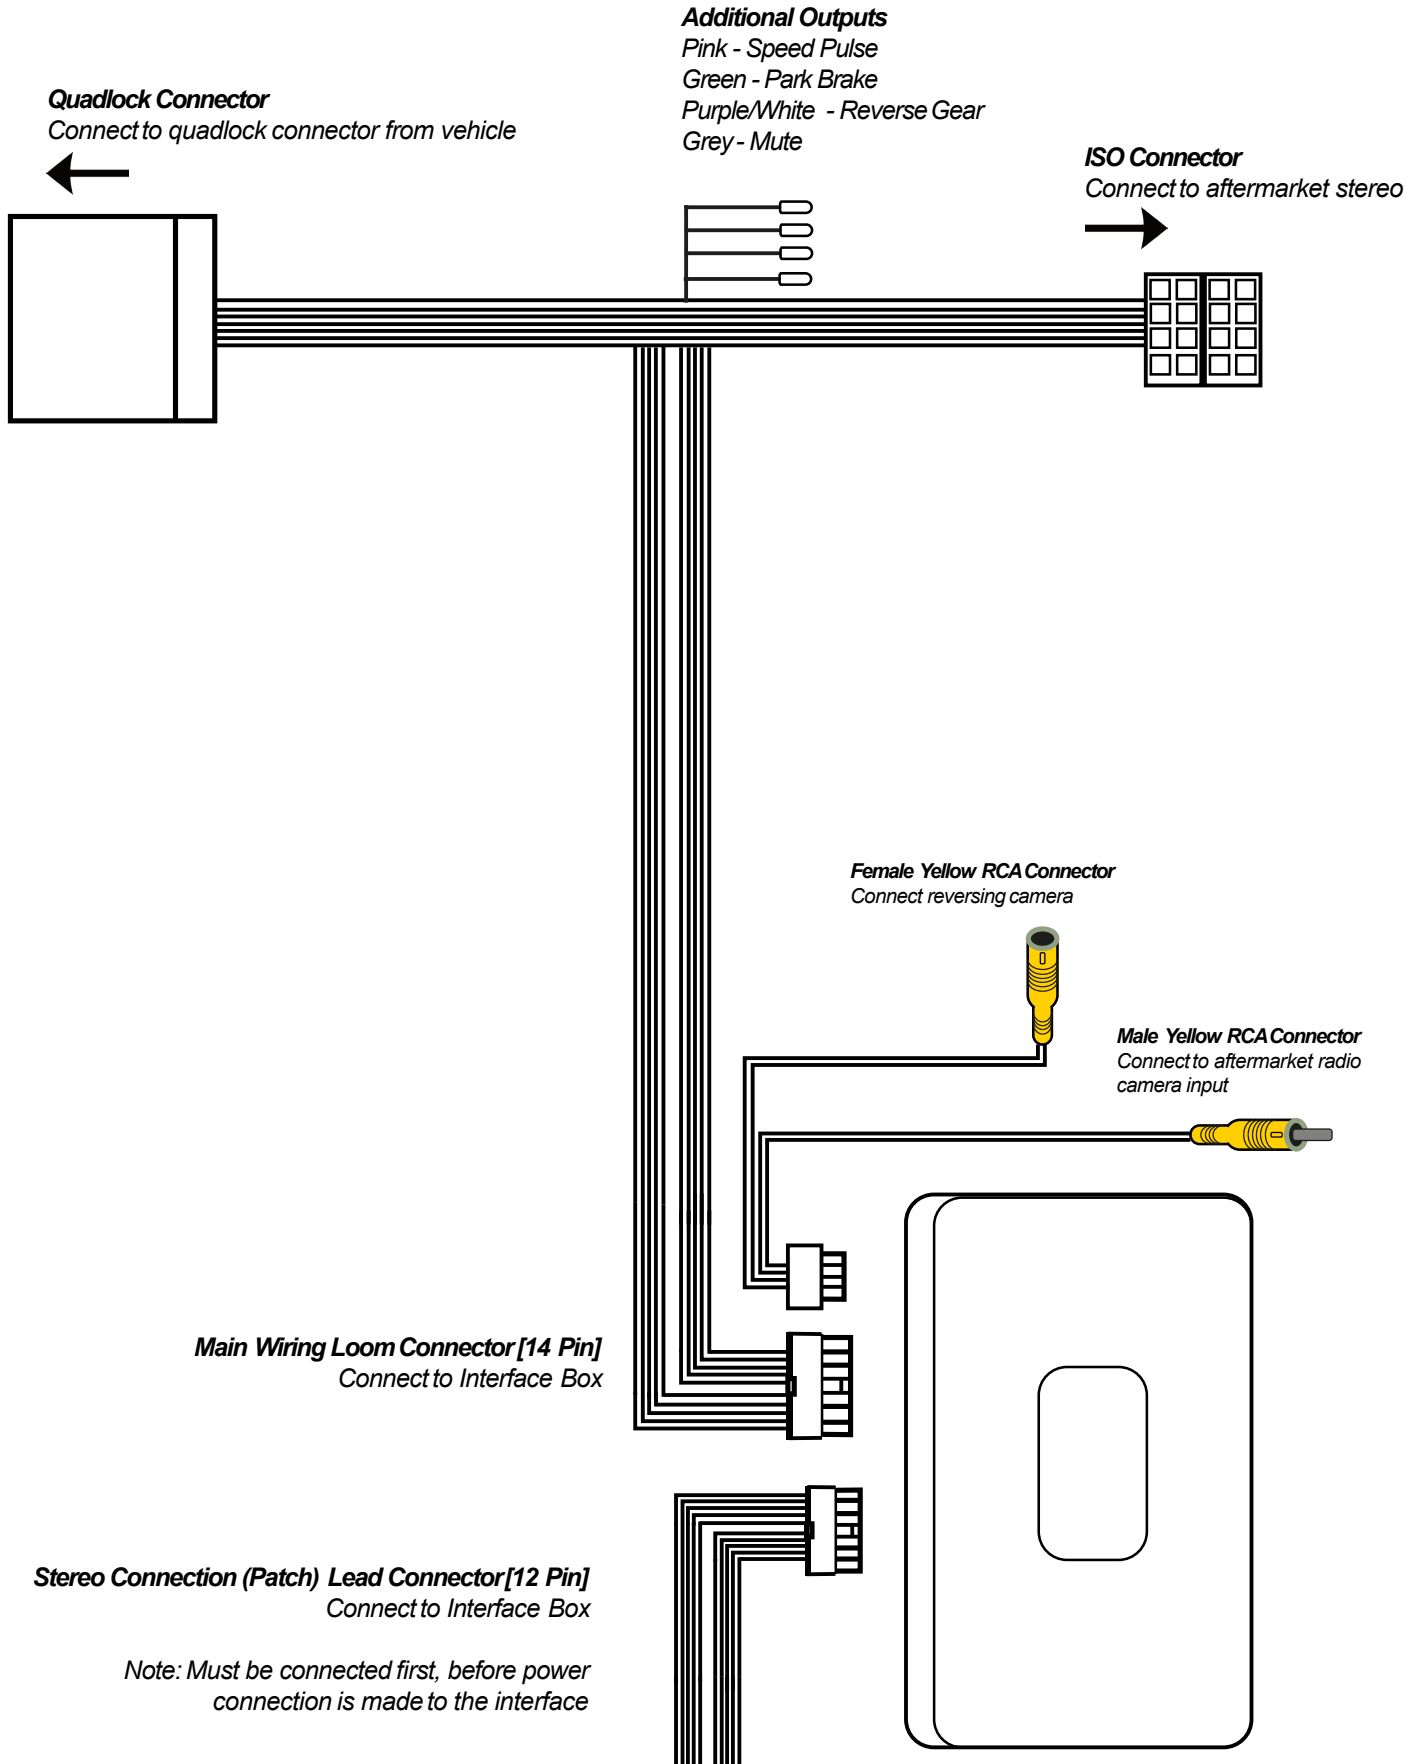 Additional Outputs
Pink - Speed Pulse
Green - Park Brake
Purple/White - Reverse Gear
Grey - Mute
Quadlock Connector
Connect to quadlock connector from vehicle
ISO Connector
Connect to aftermarket stereo
Female Yellow RCA Connector
Connect reversing camera
Male Yellow RCA Connector
Connect to aftermarket radio
camera input
Main Wiring Loom Connector [14 Pin]
Connect to Interface Box
Stereo Connection (Patch) Lead Connector [12 Pin]
Connect to Interface Box
Note: Must be connected first, before power
connection is made to the interface